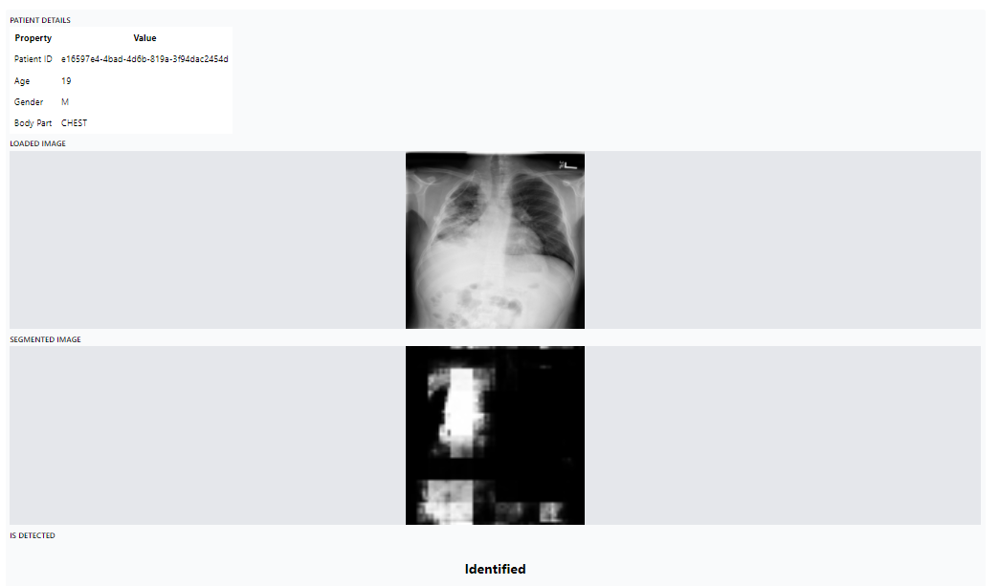 PATIENT DETAILS
Property Value
Patient ID e16597e4-4bad-4d6b-819a-3f94dac2454d
Age 19
Gender M
Body Part CHEST
LOADED IMAGE
L
SEGMENTED IMAGE
IS DETECTED
Identified